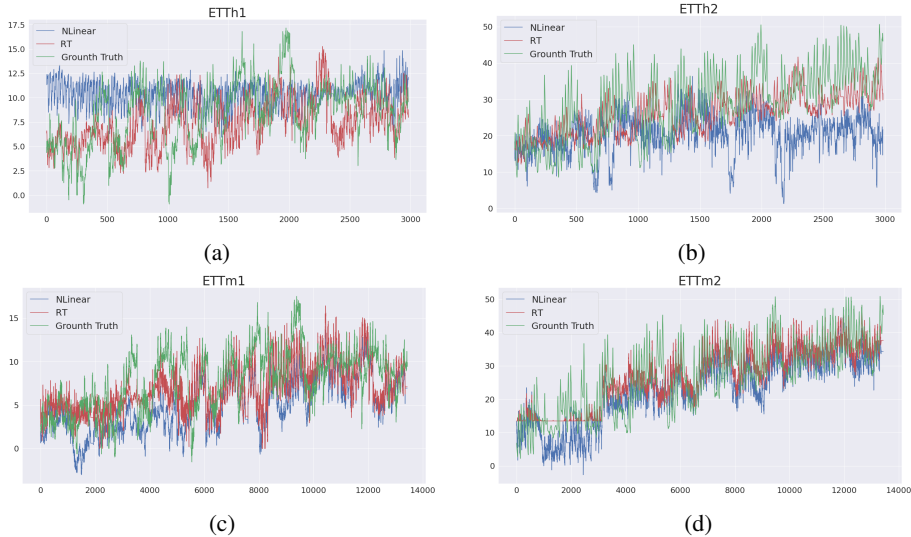 ETTh1
NLinear
RT
Grounth Truth
17.5
15.0
12.5
10.0
7.5
5.0
2.5
0.0
0 500 1000 1500 2000 2500 3000
(a)
ETTh2
NLinear
RT
Grounth Truth
50
40
30
20
10
0
0 500 1000 1500 2000 2500 3000
(b)
ETTm1
NLinear
RT
Grounth Truth
15
10
5
0
0 2000 4000 6000 8000 10000 12000 14000
(c)
ETTm2
NLinear
RT
Grounth Truth
50
40
30
20
10
0
0 2000 4000 6000 8000 10000 12000 14000
(d)